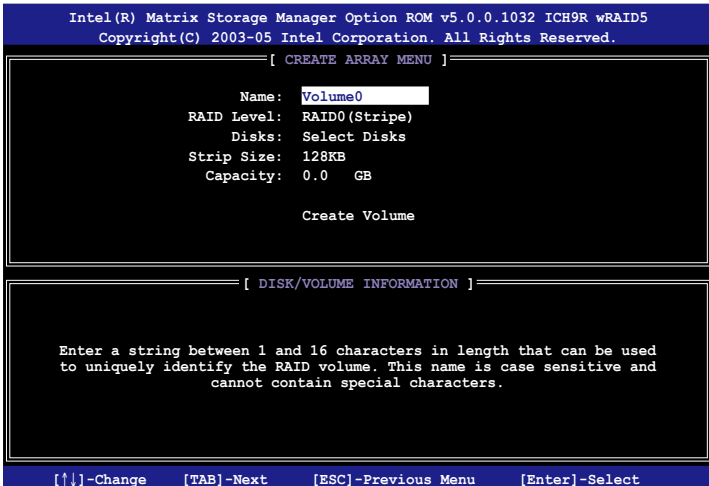 Intel(R) Matrix Storage Manager Option ROM v5.0.0.1032 ICH9R wRAID5
Copyright(C) 2003-05 Intel Corporation. All Rights Reserved.
[ CREATE ARRAY MENU ]
Name: Volume0
RAID Level: RAID0(Stripe)
Disks: Select Disks
Strip Size: 128KB
Capacity: 0.0 GB
Create Volume
[ DISK/VOLUME INFORMATION ]
Enter a string between 1 and 16 characters in length that can be used
to uniquely identify the RAID volume. This name is case sensitive and
cannot contain special characters.
[↑↓]-Change [TAB]-Next [ESC]-Previous Menu [Enter]-Select